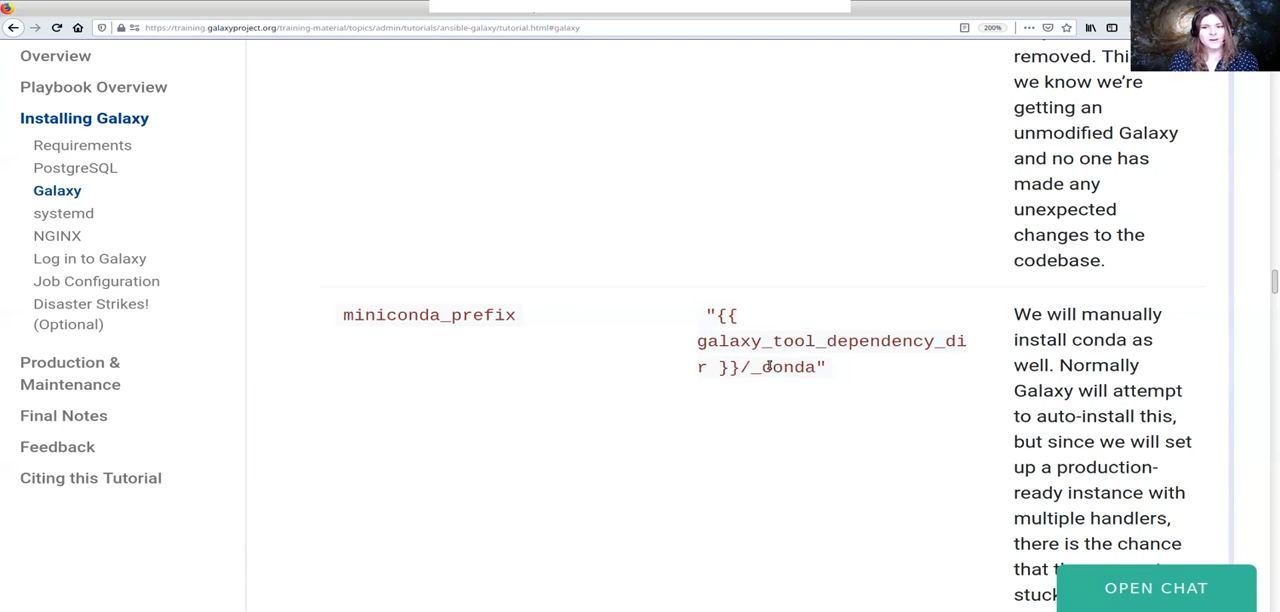 https://training.galaxyproject.org/training-material/topics/admin/tutorials/ansible-galaxy/tutorial.html#galaxy
200%
Overview
Playbook Overview
Installing Galaxy
Requirements
PostgreSQL
Galaxy
systemd
NGINX
Log in to Galaxy
Job Configuration
Disaster Strikes!
(Optional)
Production &
Maintenance
Final Notes
Feedback
Citing this Tutorial
miniconda_prefix
"{{
galaxy_tool_dependency_di
r }}/_conda"
removed.
we know we're
getting an
unmodified Galaxy
and no one has
made any
unexpected
changes to the
codebase.
We will manually
install conda as
well. Normally
Galaxy will attempt
to auto-install this,
but since we will set
up a production-
ready instance with
multiple handlers,
there is the chance
that
OPEN CHAT